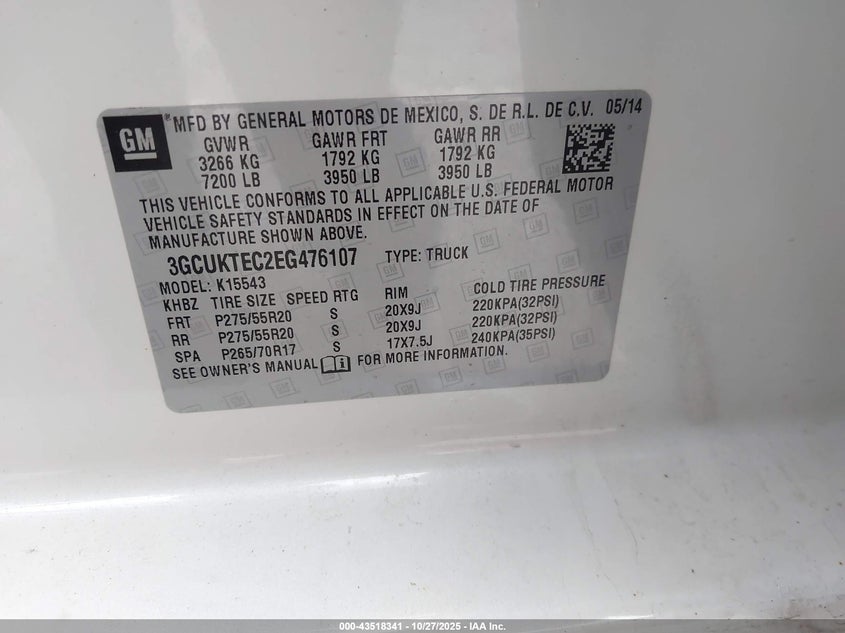 GM ® MFD BY GENERAL MOTORS DE MEXICO, S. DE R.L. DE C.V. 05/14
GVWR GAWR FRT GAWR RR
3266 KG 1792 KG 1792 KG
7200 LB 3950 LB 3950 LB
THIS VEHICLE CONFORMS TO ALL APPLICABLE U.S. FEDERAL MOTOR
VEHICLE SAFETY STANDARDS IN EFFECT ON THE DATE OF
MANUFACTURE SHOWN ABOVE.
3GCUKTEC2EG476107 TYPE: TRUCK
MODEL: K15543
KHBZ TIRE SIZE SPEED RTG RIM COLD TIRE PRESSURE
FRT P275/55R20 S 20X9J 220KPA(32PSI)
RR P275/55R20 S 20X9J 220KPA(32PSI)
SPA P265/70R17 S 17X7.5J 240KPA(35PSI)
SEE OWNER'S MANUAL i FOR MORE INFORMATION.
000-43518341 - 10/27/2025 - IAA Inc.